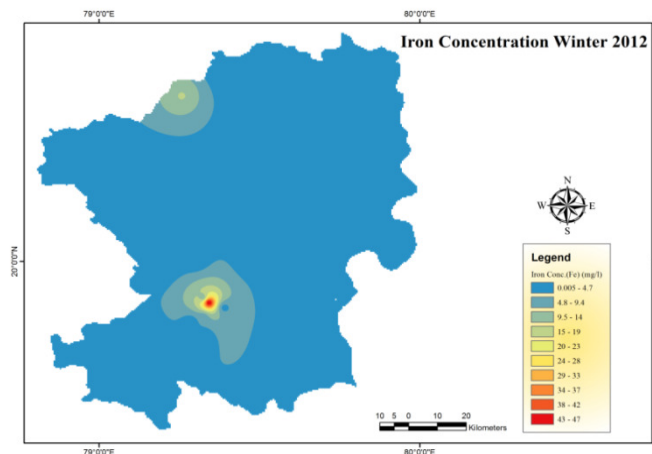 79°0'0"E 80°0'0"E
Iron Concentration Winter 2012
N
W E
S
20°0'0"N
Legend
Iron Conc.(Fe) (mg/l)
0.005 - 4.7
4.8 - 9.4
9.5 - 14
15 - 19
20 - 23
24 - 28
29 - 33
34 - 37
38 - 42
43 - 47
10 5 0 10 20
Kilometers
79°0'0"E 80°0'0"E